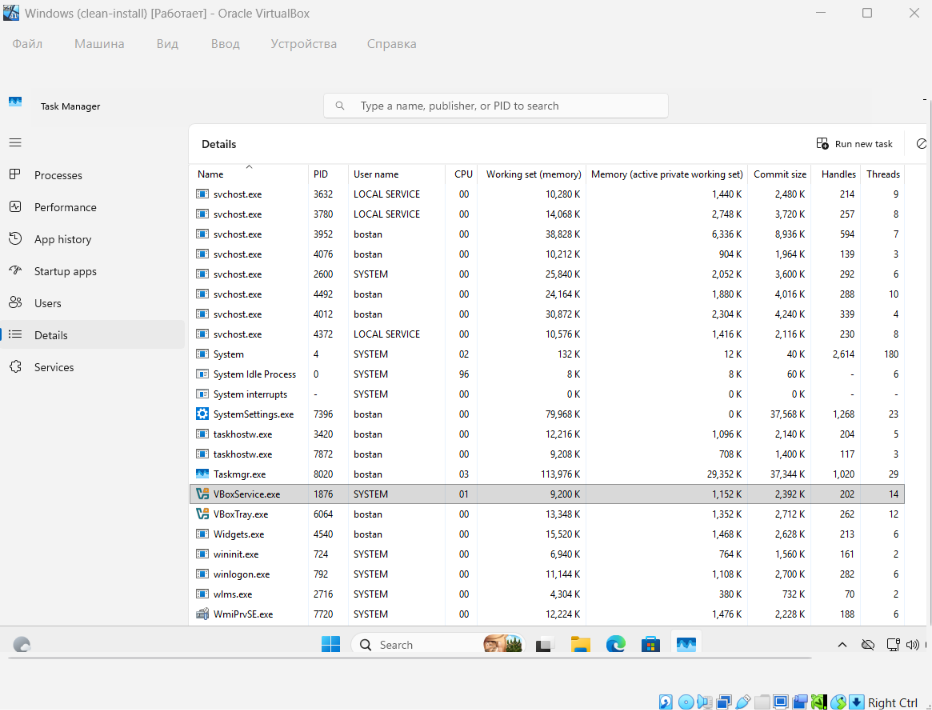 Windows (clean-install) [Работает] - Oracle VirtualBox
Файл Машина Вид Ввод Устройства Справка
Task Manager
Type a name, publisher, or PID to search
Details
Run new task
Processes
Performance
App history
Startup apps
Users
Details
Services
Name PID User name CPU Working set (memory) Memory (active private working set) Commit size Handles Threads
svchost.exe 3632 LOCAL SERVICE 00 10,280 K 1,440 K 2,480 K 214 9
svchost.exe 3780 LOCAL SERVICE 00 14,068 K 2,748 K 3,720 K 257 8
svchost.exe 3952 bostan 00 38,828 K 6,336 K 8,936 K 594 7
svchost.exe 4076 bostan 00 10,212 K 904 K 1,964 K 139 3
svchost.exe 2600 SYSTEM 00 25,840 K 2,052 K 3,600 K 292 6
svchost.exe 4492 bostan 00 24,164 K 1,880 K 4,016 K 288 10
svchost.exe 4012 bostan 00 30,872 K 2,304 K 4,240 K 339 4
svchost.exe 4372 LOCAL SERVICE 00 10,576 K 1,416 K 2,116 K 230 8
System 4 SYSTEM 02 132 K 12 K 40 K 2,614 180
System Idle Process 0 SYSTEM 96 8 K 8 K 60 K - 6
System interrupts - SYSTEM 00 0 K 0 K 0 K - -
SystemSettings.exe 7396 bostan 00 79,968 K 0 K 37,568 K 1,268 23
taskhostw.exe 3420 bostan 00 12,216 K 1,096 K 2,140 K 204 5
taskhostw.exe 7872 bostan 00 9,208 K 708 K 1,400 K 117 3
Taskmgr.exe 8020 bostan 03 113,976 K 29,352 K 37,344 K 1,020 29
VBoxService.exe 1876 SYSTEM 01 9,200 K 1,152 K 2,392 K 202 14
VBoxTray.exe 6064 bostan 00 13,348 K 1,352 K 2,712 K 262 12
Widgets.exe 4540 bostan 00 15,520 K 1,468 K 2,628 K 213 6
wininit.exe 724 SYSTEM 00 6,940 K 764 K 1,560 K 161 2
winlogon.exe 792 SYSTEM 00 11,144 K 1,108 K 2,700 K 282 6
wlms.exe 2716 SYSTEM 00 4,304 K 380 K 732 K 70 2
WmiPrvSE.exe 7720 SYSTEM 00 12,224 K 1,476 K 2,228 K 188 6
Search
Right Ctrl